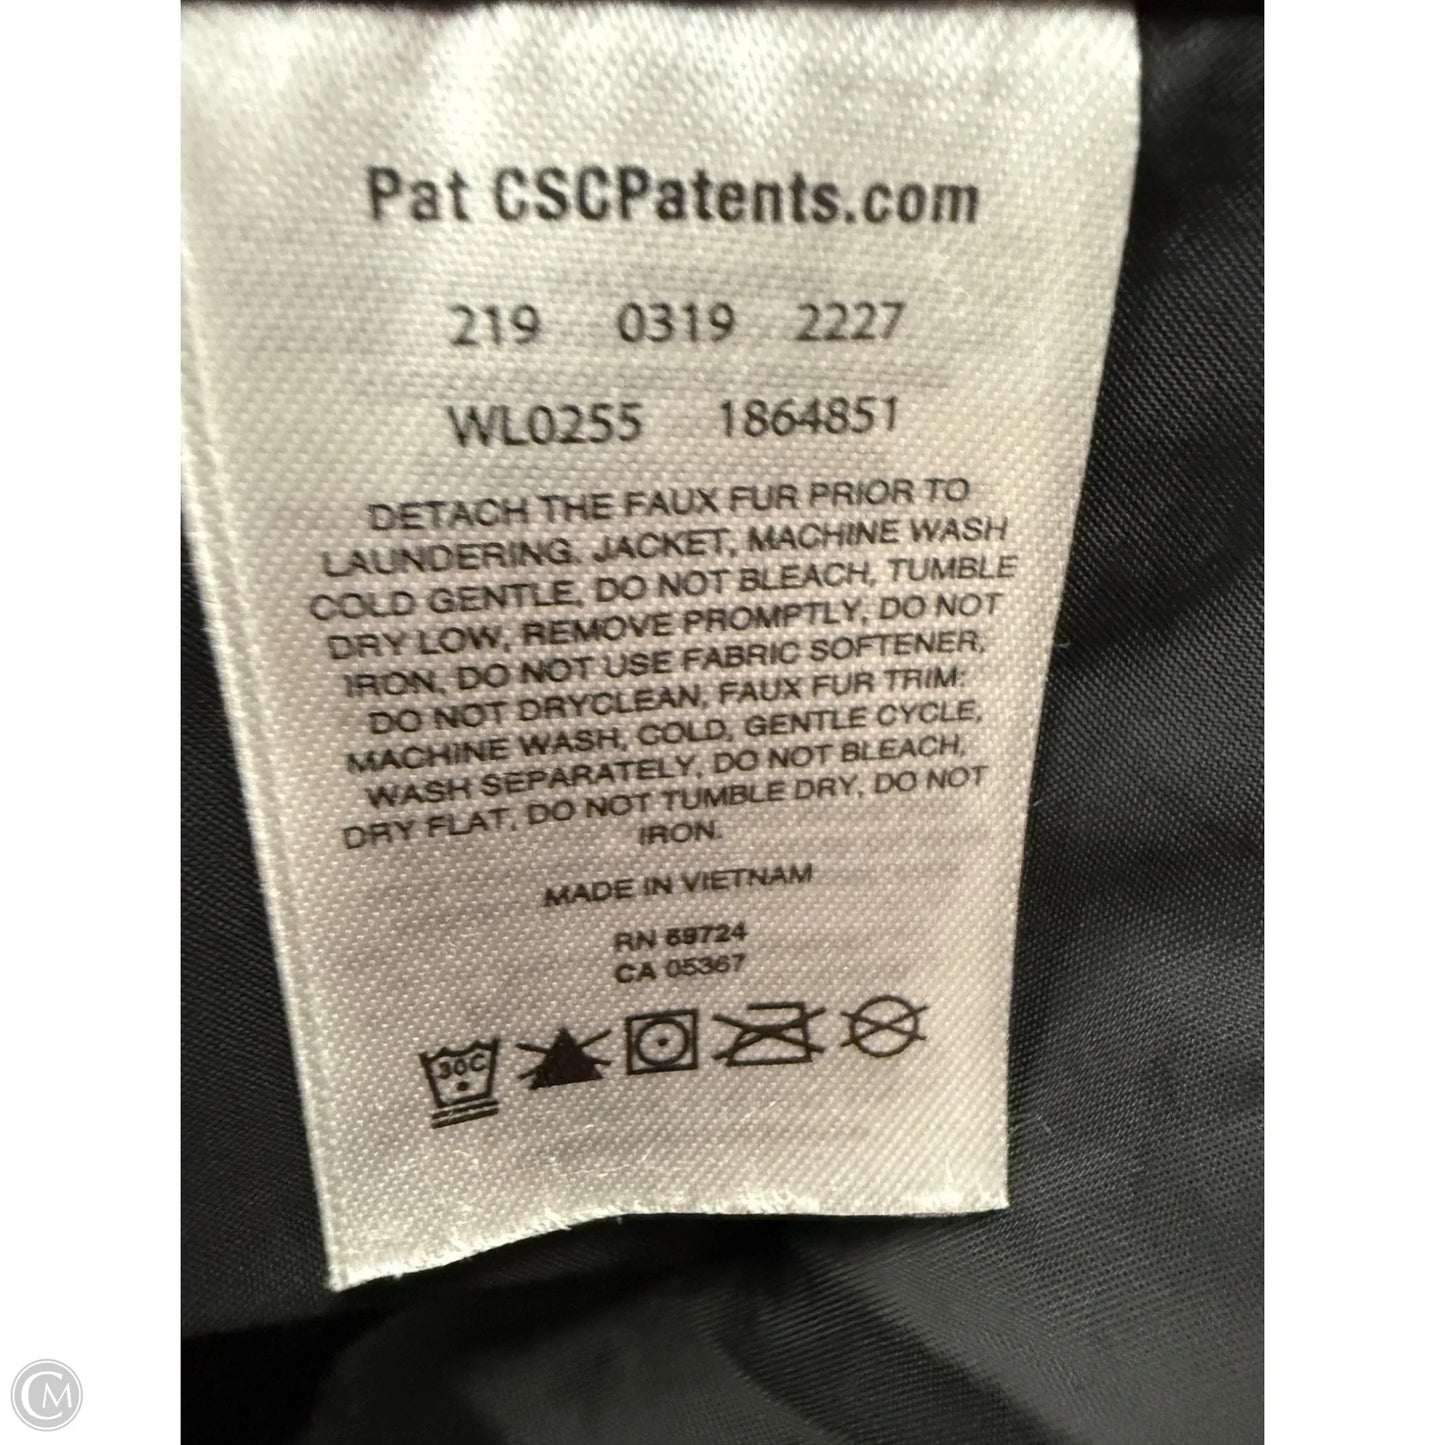 Pat CSCPatents.com
219 0319 2227
WL0255 1864851
DETACH THE FAUX FUR PRIOR TO
LAUNDERING. JACKET, MACHINE WASH
COLD GENTLE, DO NOT BLEACH, TUMBLE
DRY LOW, REMOVE PROMPTLY, DO NOT
IRON, DO NOT USE FABRIC SOFTENER,
DO NOT DRYCLEAN, FAUX FUR TRIM:
MACHINE WASH, COLD, GENTLE CYCLE,
WASH SEPARATELY, DO NOT BLEACH,
DRY FLAT, DO NOT TUMBLE DRY, DO NOT
IRON.
MADE IN VIETNAM
RN 69724
CA 05367
30C
CM